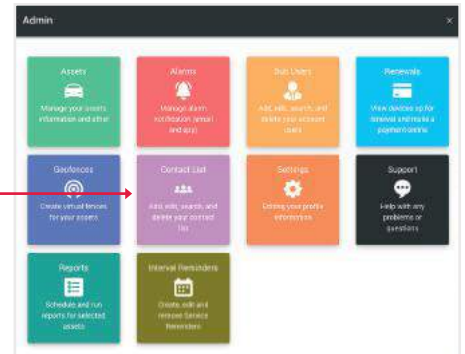 Admin
×
Assets
Manage your assets
information and other
Alarms
Manage alarm
notification (email
and app)
Sub Users
Add, edit, search, and
delete your account
users
Renewals
View devices up for
renewal and make a
payment online
Geofences
Create virtual fences
for your assets
Contact List
Add, edit, search, and
delete your contact
list
Settings
Editing your profile
information
Support
Help with any
problems or
questions
Reports
Schedule and run
reports for selected
assets
Interval Reminders
Create, edit and
remove Service
Reminders